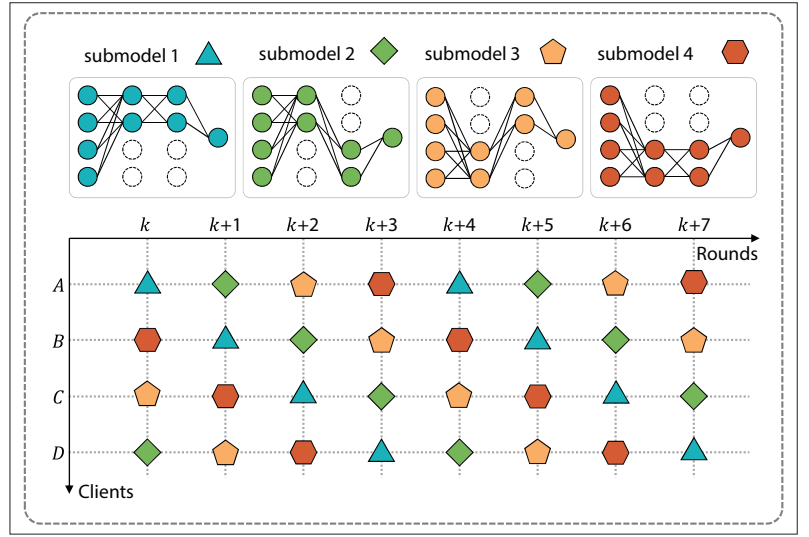 submodel 1
submodel 2
submodel 3
submodel 4
k
k+1
k+2
k+3
k+4
k+5
k+6
k+7
Rounds
A
B
C
D
Clients